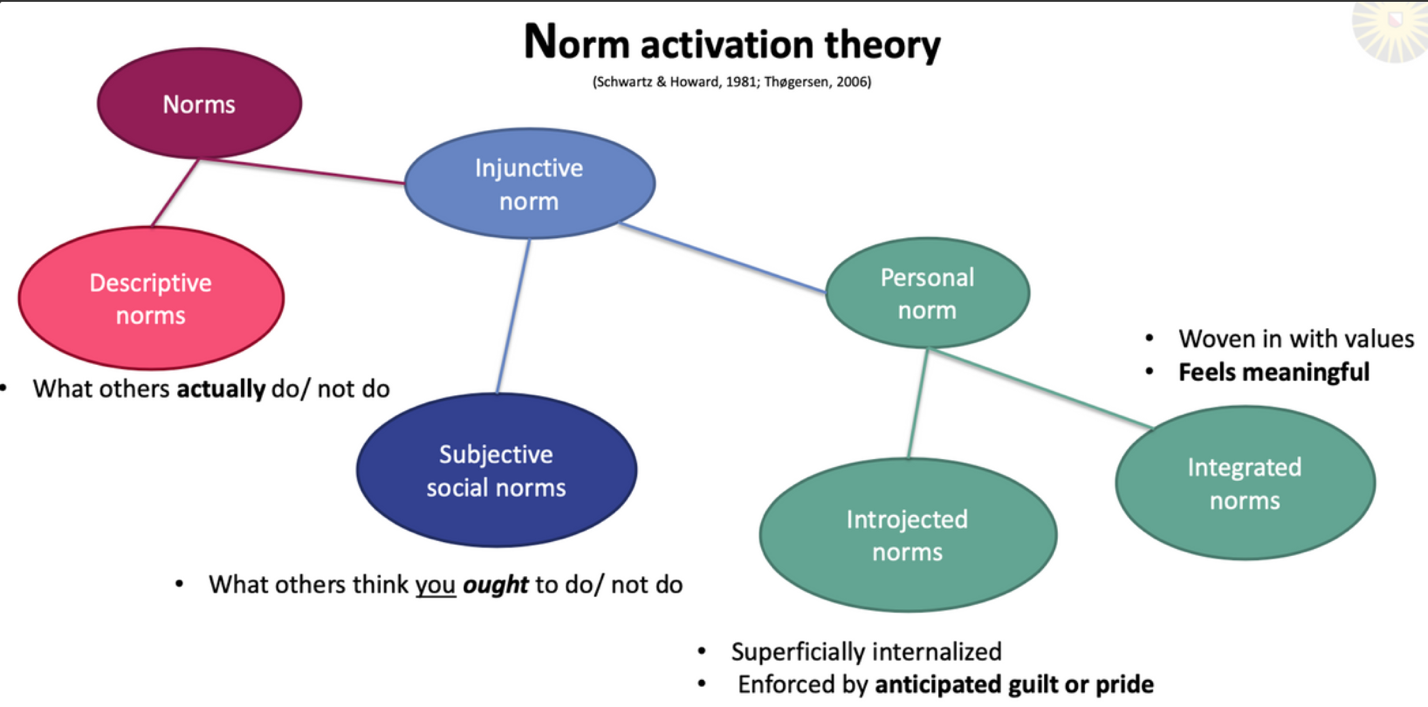 Norm activation theory
(Schwartz & Howard, 1981; Thøgersen, 2006)
Norms
Injunctive
norm
Descriptive
norms
• What others actually do/ not do
Personal
norm
• Woven in with values
• Feels meaningful
Subjective
social norms
• What others think you ought to do/ not do
Introjected
norms
Integrated
norms
• Superficially internalized
• Enforced by anticipated guilt or pride